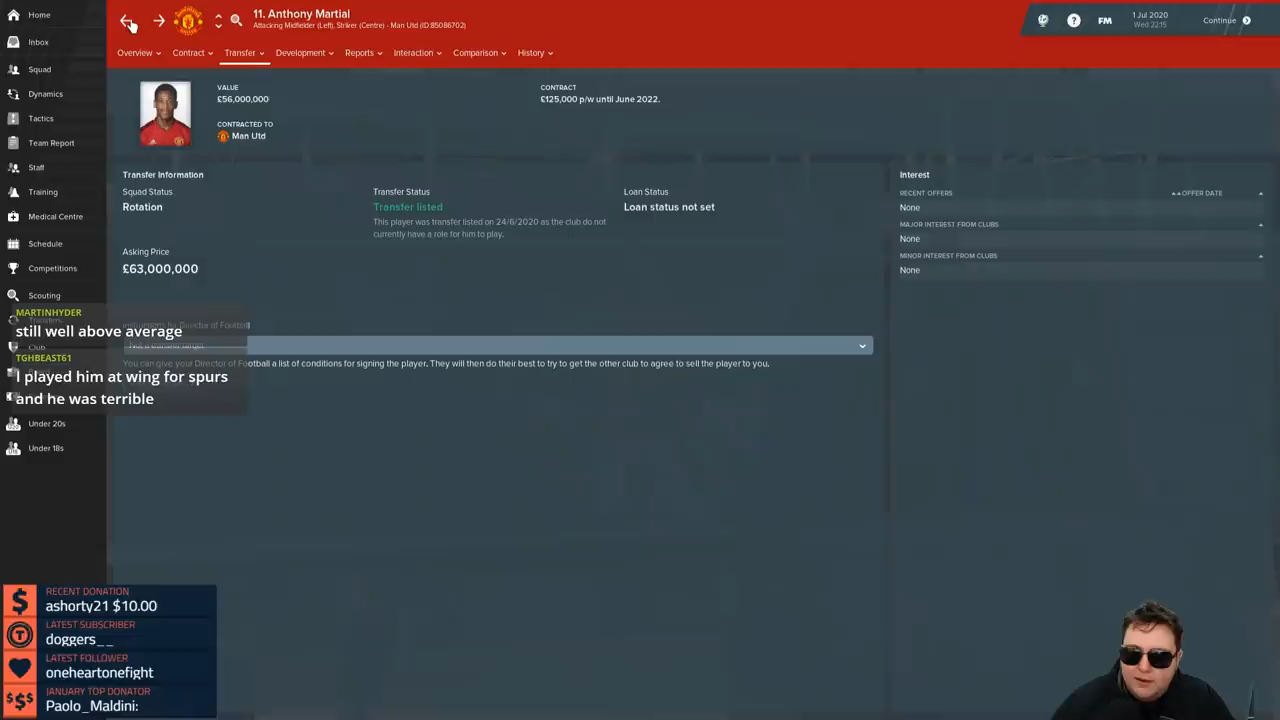 Home
Inbox
Squad
Dynamics
Tactics
Team Report
Staff
Training
Medical Centre
Schedule
Competitions
Scouting
Club
Under 20s
Under 18s
11. Anthony Martial
Attacking Midfielder (Left), Striker (Centre) - Man Utd (ID:85086702)
FM
1 Jul 2020
Wed 22:15
Continue
Overview Contract Transfer Development Reports Interaction Comparison History
VALUE
£56,000,000
CONTRACTED TO
Man Utd
CONTRACT
£125,000 p/w until June 2022.
Transfer Information
Squad Status
Rotation
Transfer Status
Transfer listed
This player was transfer listed on 24/6/2020 as the club do not
currently have a role for him to play.
Loan Status
Loan status not set
Asking Price
£63,000,000
Instructions for Director of Football
Not a transfer target
You can give your Director of Football a list of conditions for signing the player. They will then do their best to try to get the other club to agree to sell the player to you.
Interest
RECENT OFFERS OFFER DATE
None
MAJOR INTEREST FROM CLUBS
None
MINOR INTEREST FROM CLUBS
None
MARTINHYDER
still well above average
TGHBEAST61
I played him at wing for spurs
and he was terrible
RECENT DONATION
ashorty21 $10.00
LATEST SUBSCRIBER
doggers__
LATEST FOLLOWER
oneheartonefight
JANUARY TOP DONATOR
Paolo_Maldini: